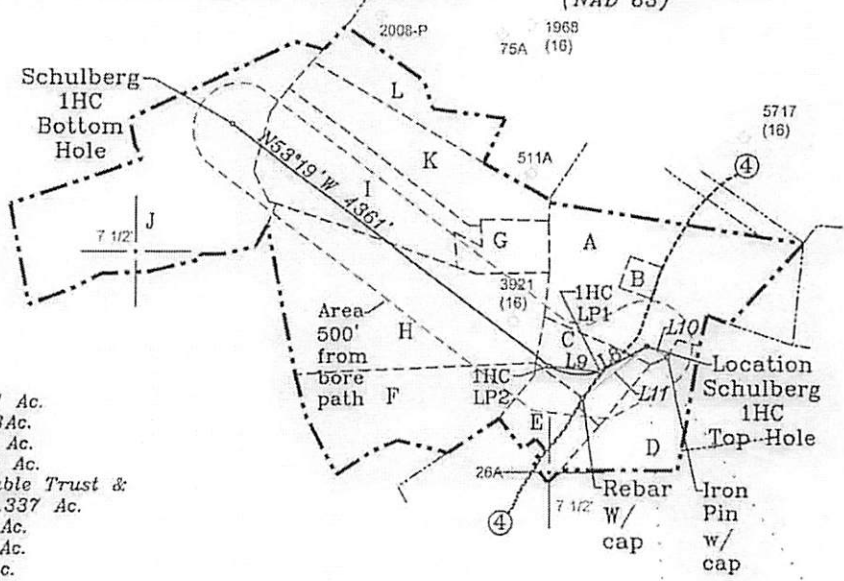 (NAD 83)
2008-P
1968
75A (16)
Schulberg
1HC
Bottom
Hole
L
5717
(16)
4
N53°19'W 4361'
K
511A
I
J
7 1/2'
G
A
B
3921
(16)
1HC
LP1
Area
500'
from
bore
path
H
C
L10
L9
L8
1HC
LP2
L11
Location
Schulberg
1HC
Top Hole
F
E
D
26A
Rebar
W/
cap
Iron
Pin
w/
cap
7 1/2'
4
Ac.
Ac.
Ac.
Ac.
Trust &
.337 Ac.
Ac.
Ac.